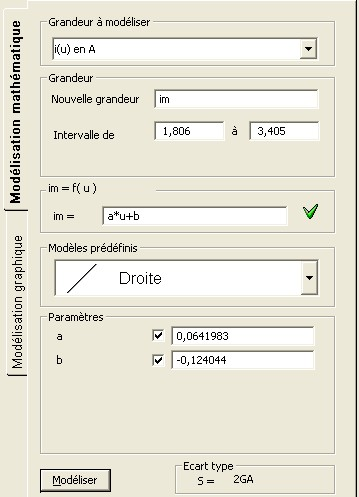 Modélisation mathématique
Modélisation graphique
Grandeur à modéliser
i(u) en A
Grandeur
Nouvelle grandeur im
Intervalle de 1,806 à 3,405
im = f( u )
im = a*u+b
Modèles prédéfinis
Droite
Paramètres
a 0,0641983
b -0,124044
Modéliser
Ecart type
S = 2GA